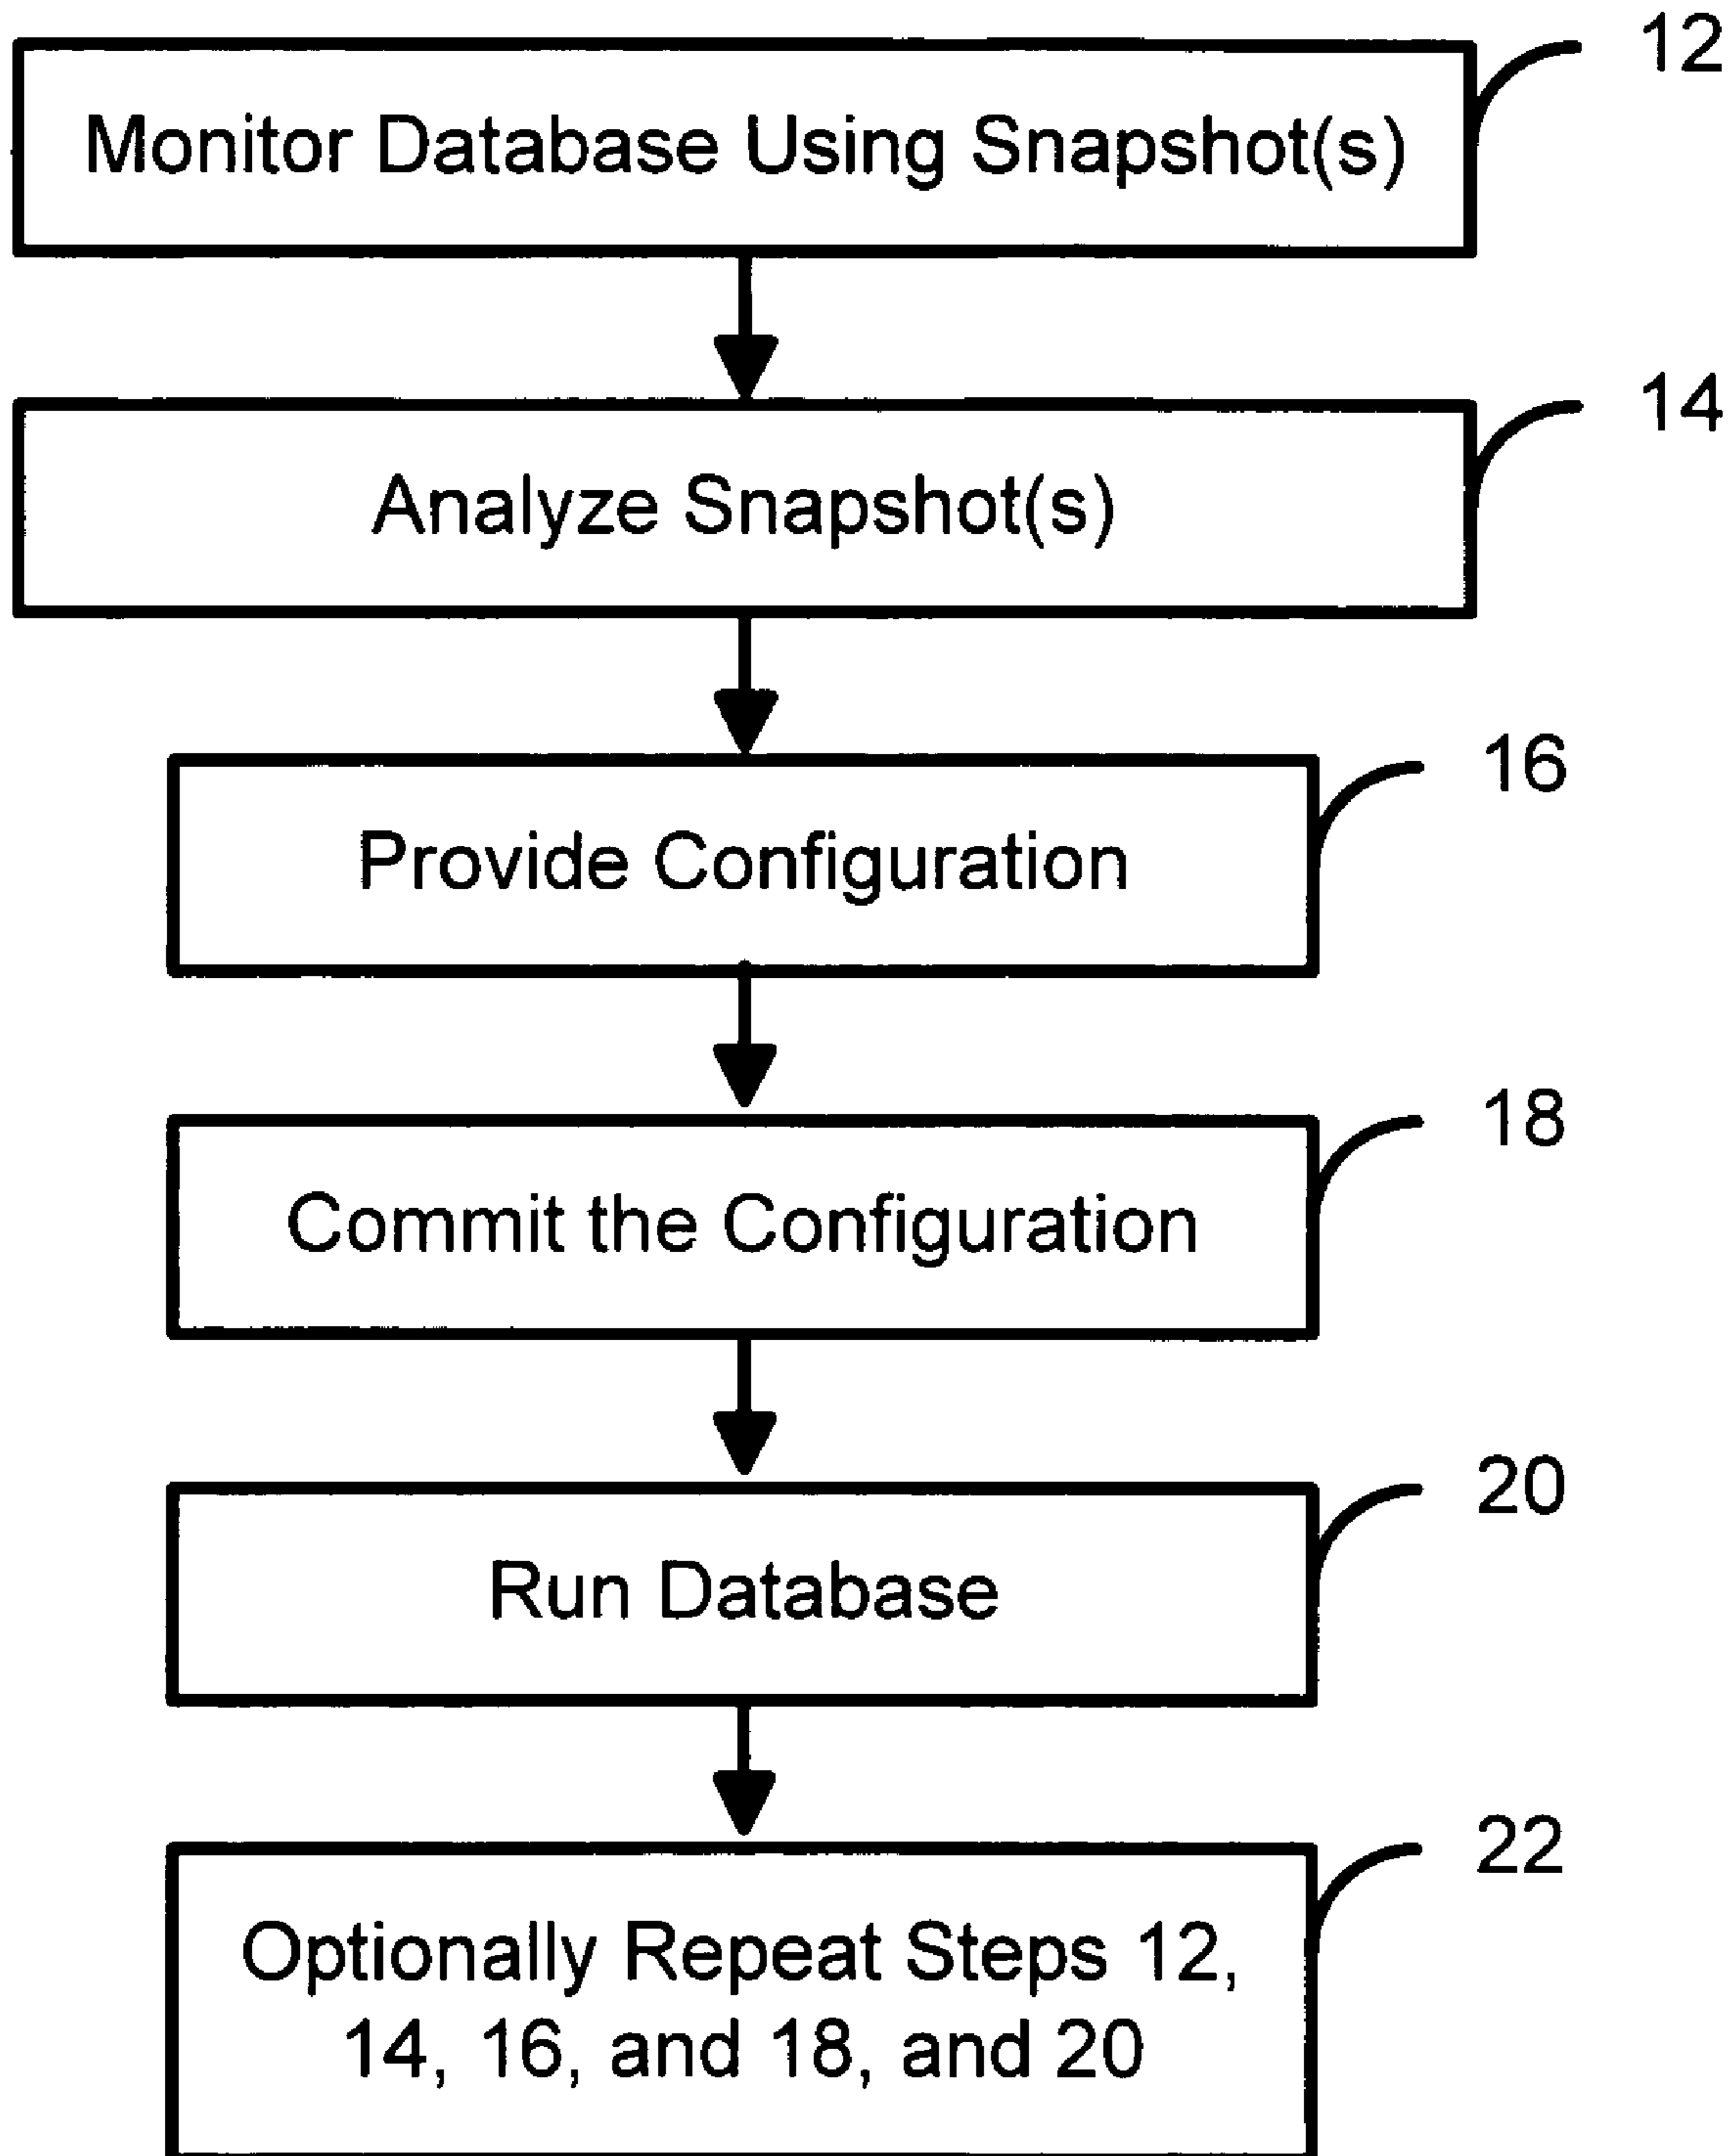 12
Monitor Database Using Snapshot(s)
14
Analyze Snapshot(s)
16
Provide Configuration
18
Commit the Configuration
20
Run Database
22
Optionally Repeat Steps 12,
14, 16, and 18, and 20